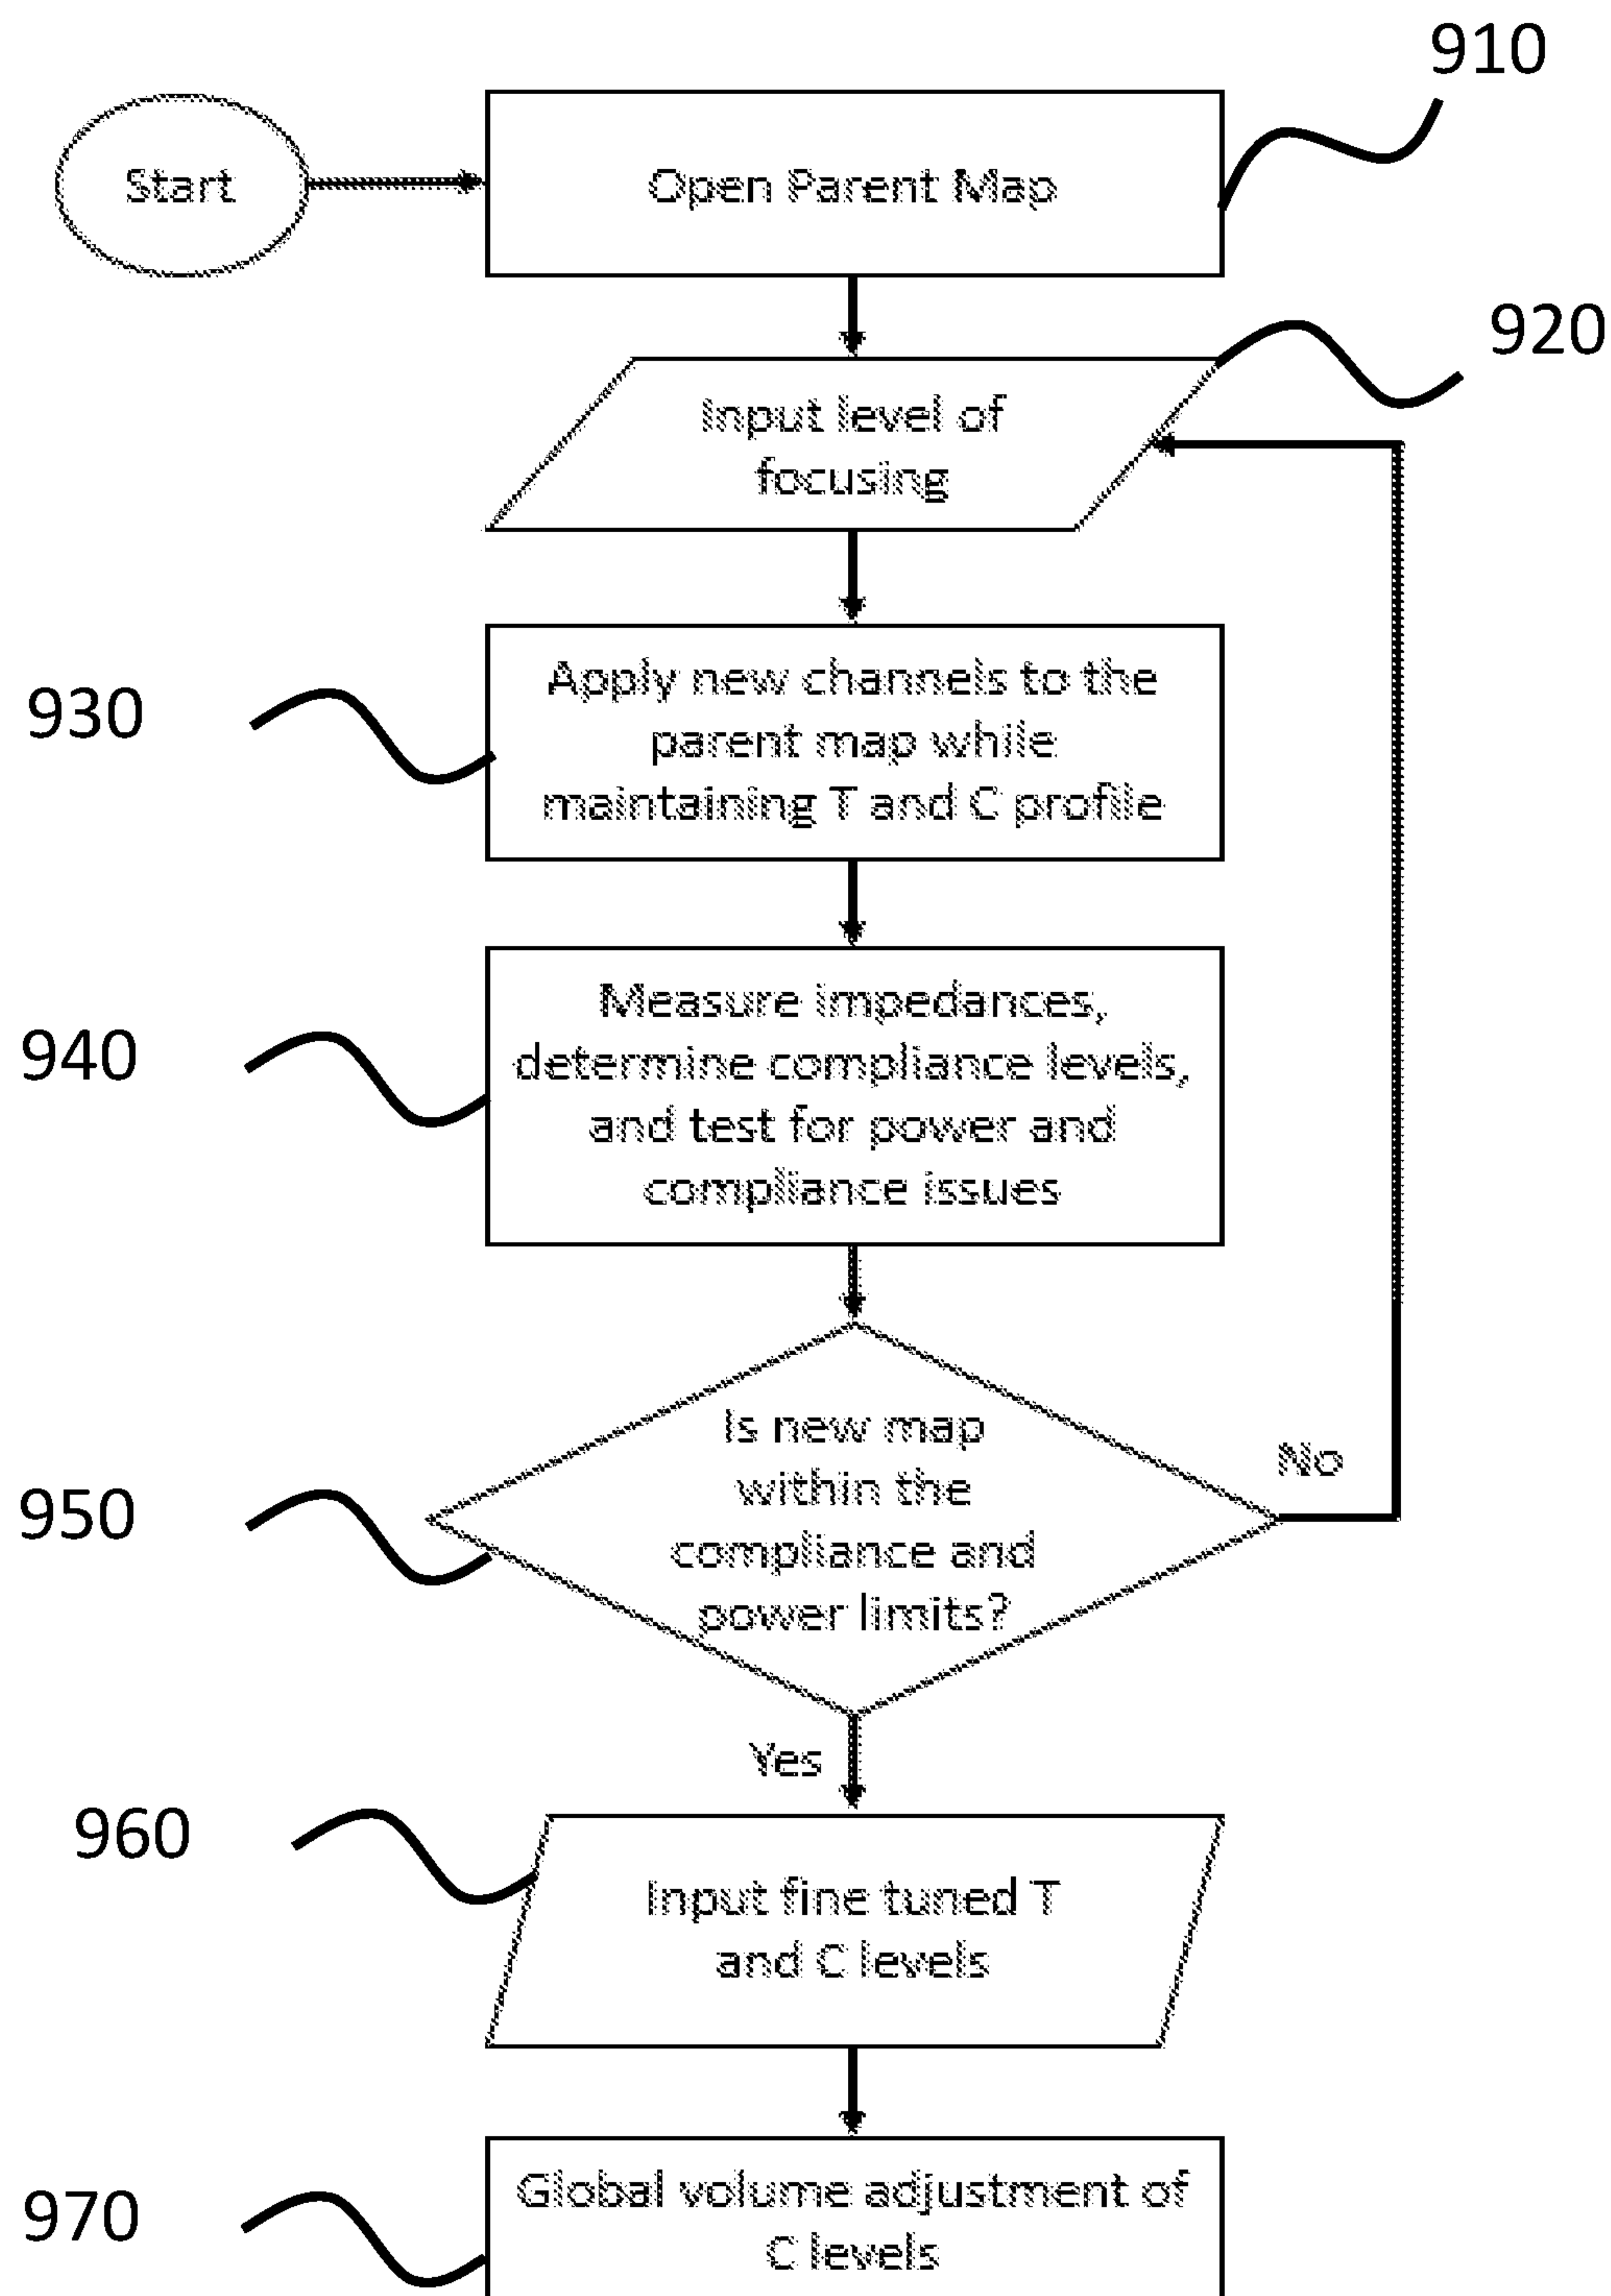 910
Start
Open Parent Map
920
Input level of
focusing
930
Apply new channels to the
parent map while
maintaining T and C profile
940
Measure impedances,
determine compliance levels,
and test for power and
compliance issues
950
Is new map
within the
compliance and
power limits?
No
Yes
960
Input fine tuned T
and C levels
970
Global volume adjustment of
C levels